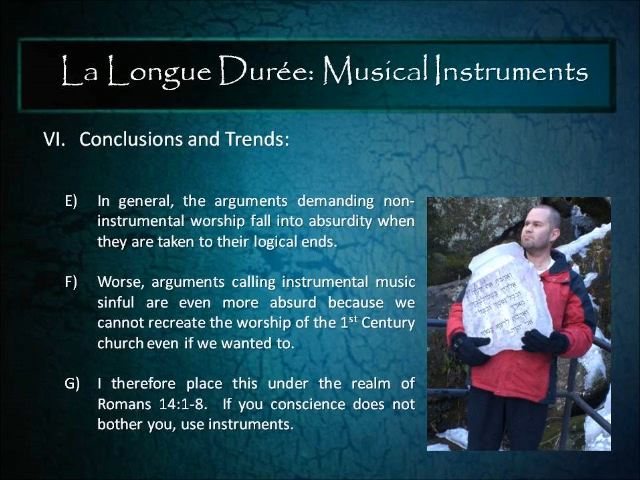 La Longue Durée: Musical Instruments
VI. Conclusions and Trends:
E) In general, the arguments demanding non-
instrumental worship fall into absurdity when
they are taken to their logical ends.
F) Worse, arguments calling instrumental music
sinful are even more absurd because we
cannot recreate the worship of the 1st Century
church even if we wanted to.
G) I therefore place this under the realm of
Romans 14:1-8. If you conscience does not
bother you, use instruments.